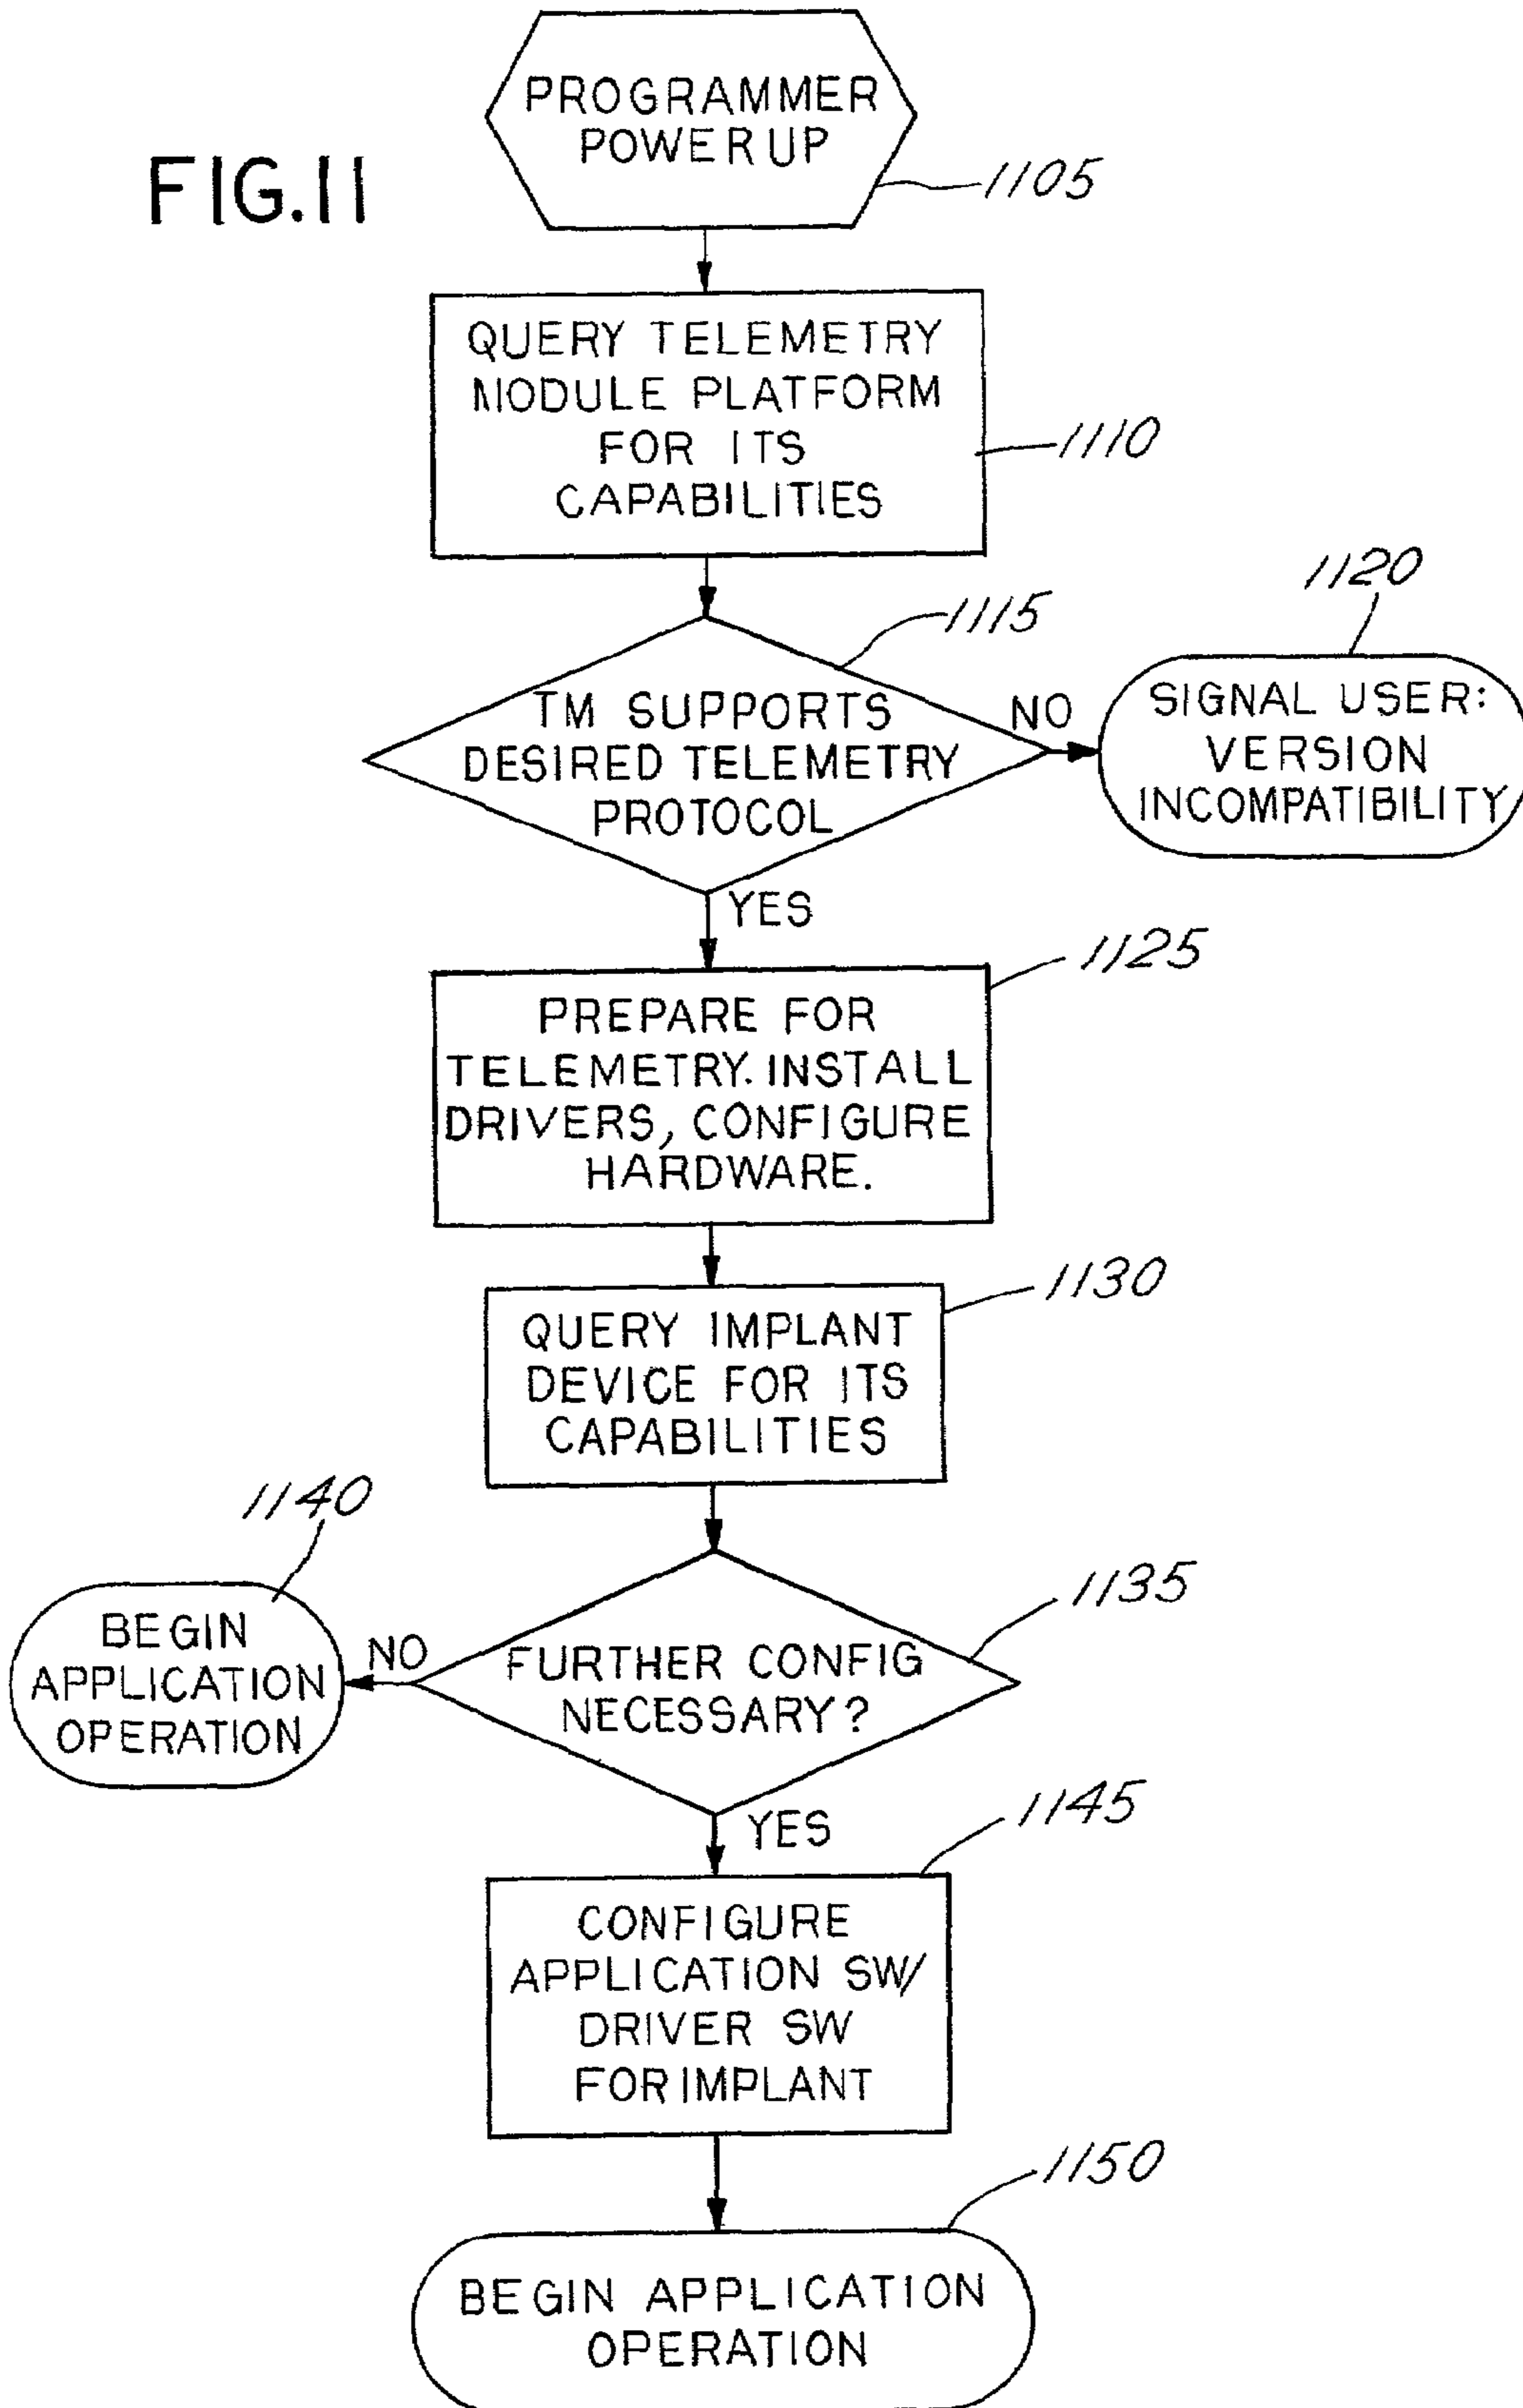 FIG.11
PROGRAMMER
POWER UP
1105
QUERY TELEMETRY
MODULE PLATFORM
FOR ITS
CAPABILITIES
1110
1115
TM SUPPORTS
DESIRED TELEMETRY
PROTOCOL
NO
1120
SIGNAL USER:
VERSION
INCOMPATIBILITY
YES
1125
PREPARE FOR
TELEMETRY. INSTALL
DRIVERS, CONFIGURE
HARDWARE.
1130
QUERY IMPLANT
DEVICE FOR ITS
CAPABILITIES
1135
FURTHER CONFIG
NECESSARY?
NO
1140
BEGIN
APPLICATION
OPERATION
YES
1145
CONFIGURE
APPLICATION SW/
DRIVER SW
FOR IMPLANT
1150
BEGIN APPLICATION
OPERATION